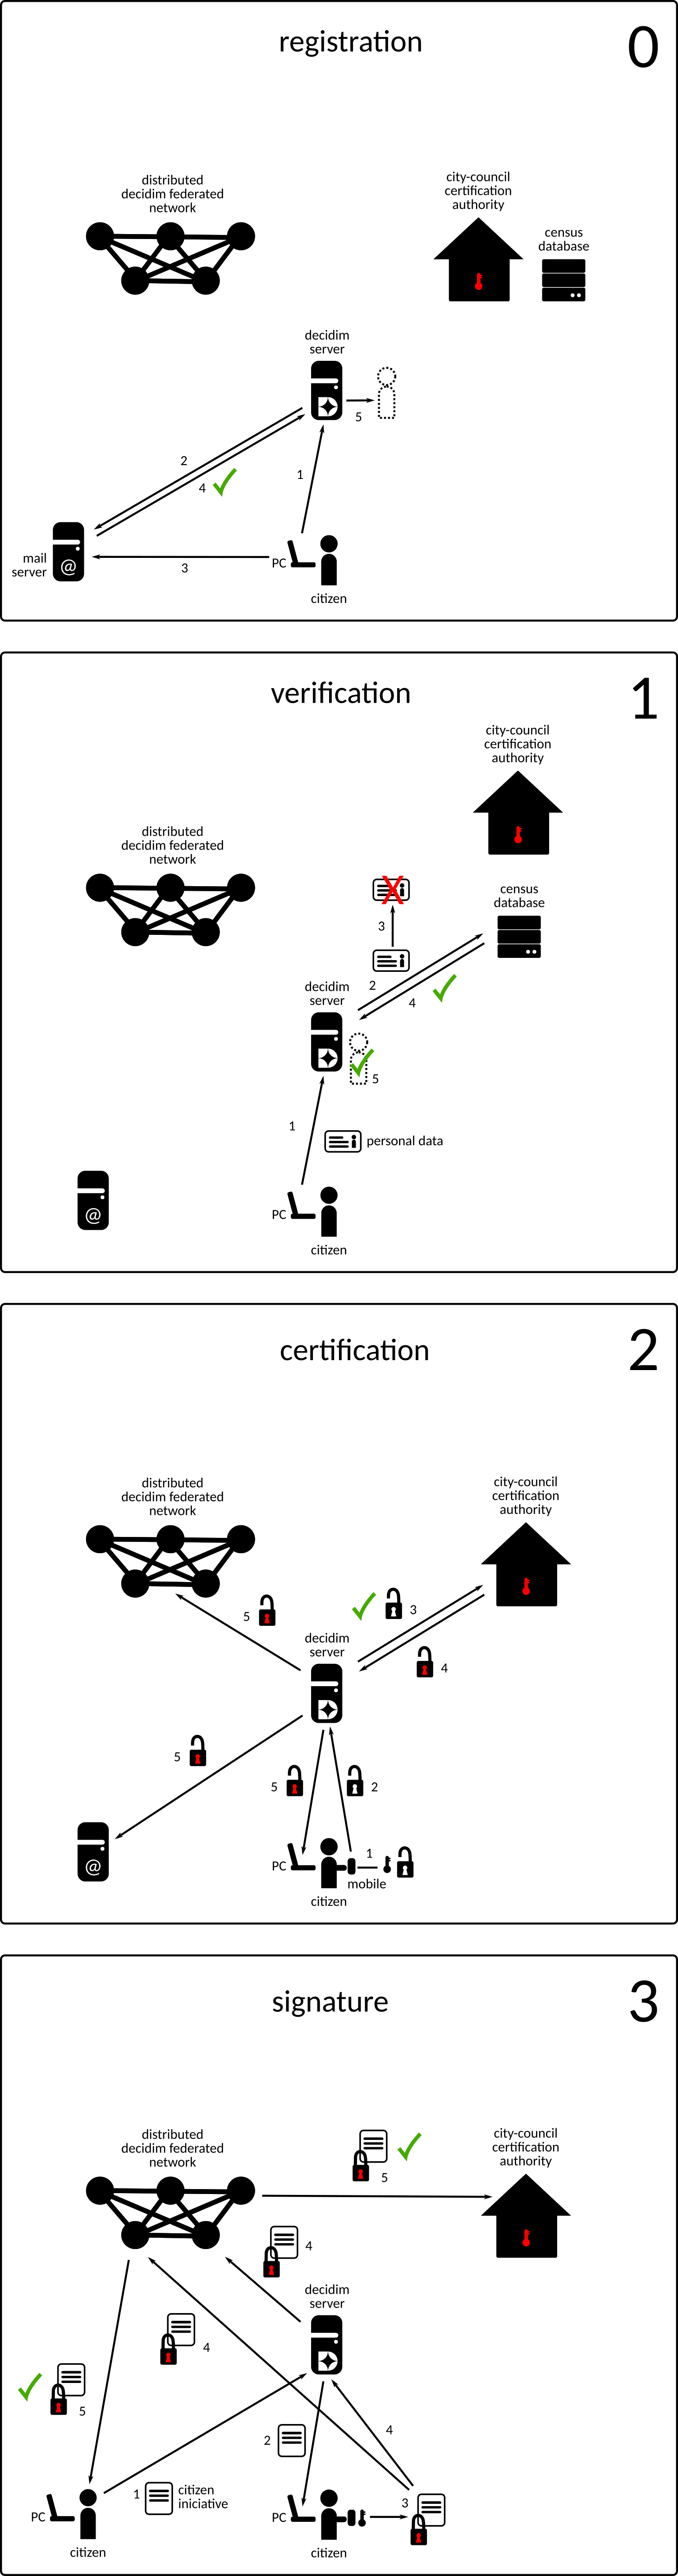 registration
0
distributed
decidim federated
network
city-council
certification
authority
census
database
decidim
server
5
1
2
4
mail
server
@
3
PC
citizen
verification
1
city-council
certification
authority
distributed
decidim federated
network
census
database
3
2
4
decidim
server
5
1
personal data
@
PC
citizen
certification
2
distributed
decidim federated
network
city-council
certification
authority
5
3
decidim
server
4
5
5
2
@
PC
1
mobile
citizen
signature
3
distributed
decidim federated
network
5
city-council
certification
authority
4
decidim
server
4
5
4
2
1
citizen
iniciative
3
PC
citizen
PC
citizen